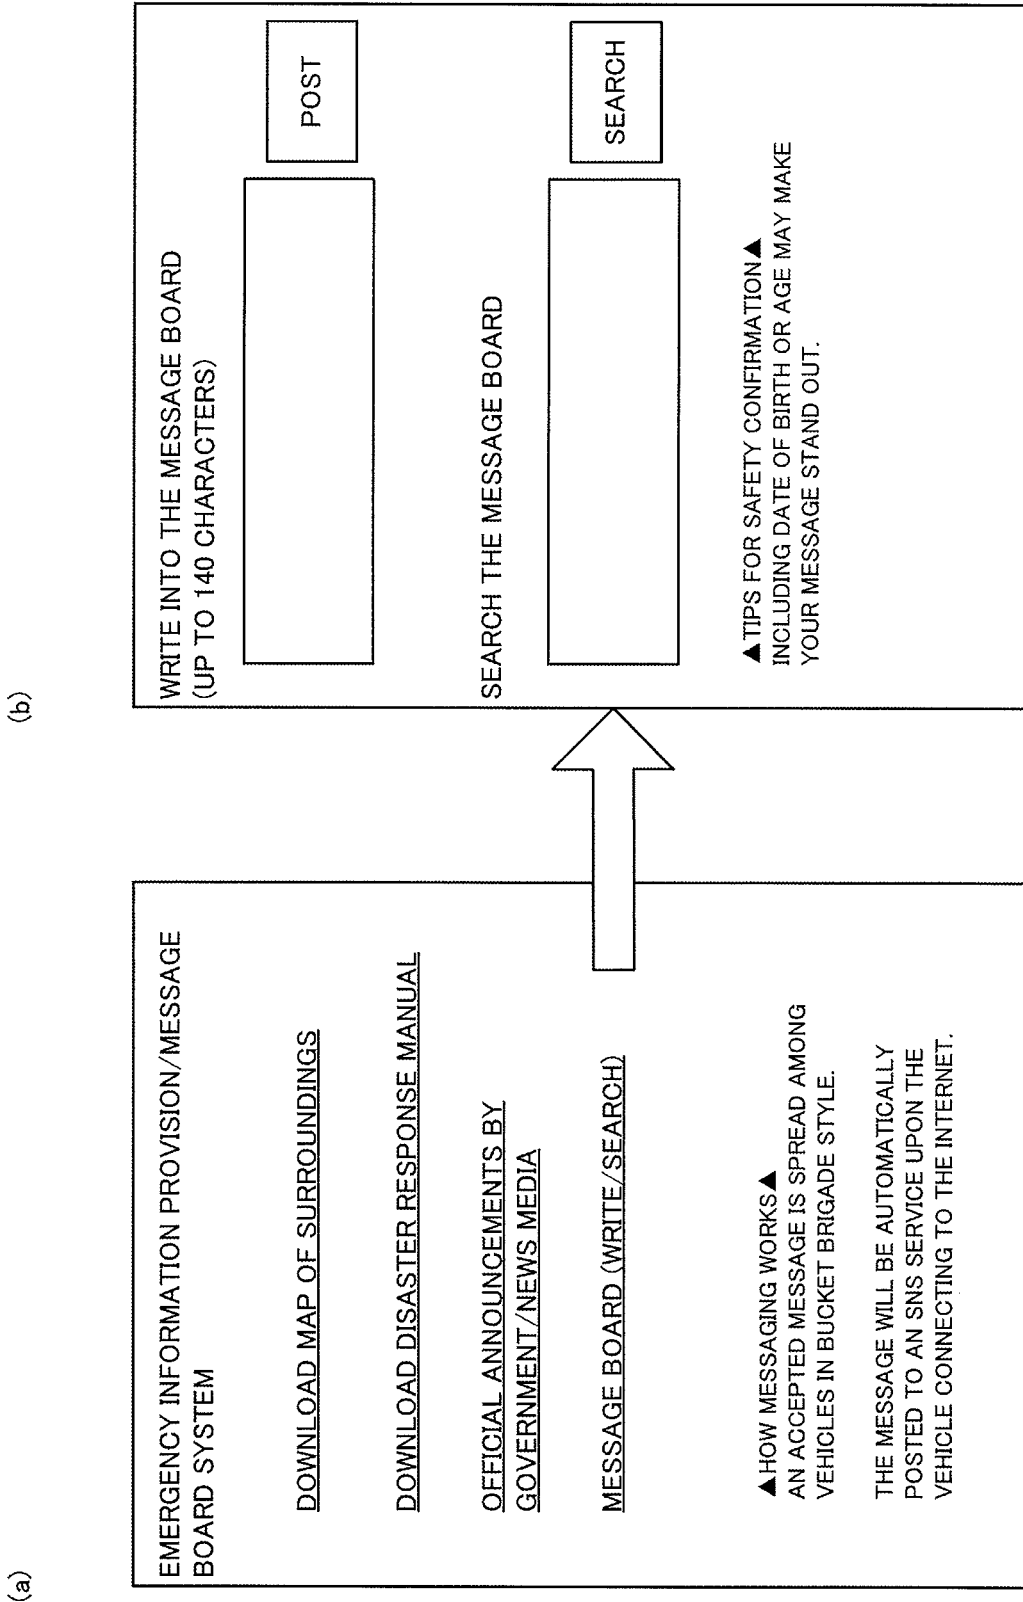 (a)
EMERGENCY INFORMATION PROVISION/MESSAGE
BOARD SYSTEM
DOWNLOAD MAP OF SURROUNDINGS
DOWNLOAD DISASTER RESPONSE MANUAL
OFFICIAL ANNOUNCEMENTS BY
GOVERNMENT/NEWS MEDIA
MESSAGE BOARD (WRITE/SEARCH)
▲HOW MESSAGING WORKS▲
AN ACCEPTED MESSAGE IS SPREAD AMONG
VEHICLES IN BUCKET BRIGADE STYLE.
THE MESSAGE WILL BE AUTOMATICALLY
POSTED TO AN SNS SERVICE UPON THE
VEHICLE CONNECTING TO THE INTERNET.
(b)
WRITE INTO THE MESSAGE BOARD
(UP TO 140 CHARACTERS)
POST
SEARCH THE MESSAGE BOARD
SEARCH
▲TIPS FOR SAFETY CONFIRMATION▲
INCLUDING DATE OF BIRTH OR AGE MAY MAKE
YOUR MESSAGE STAND OUT.